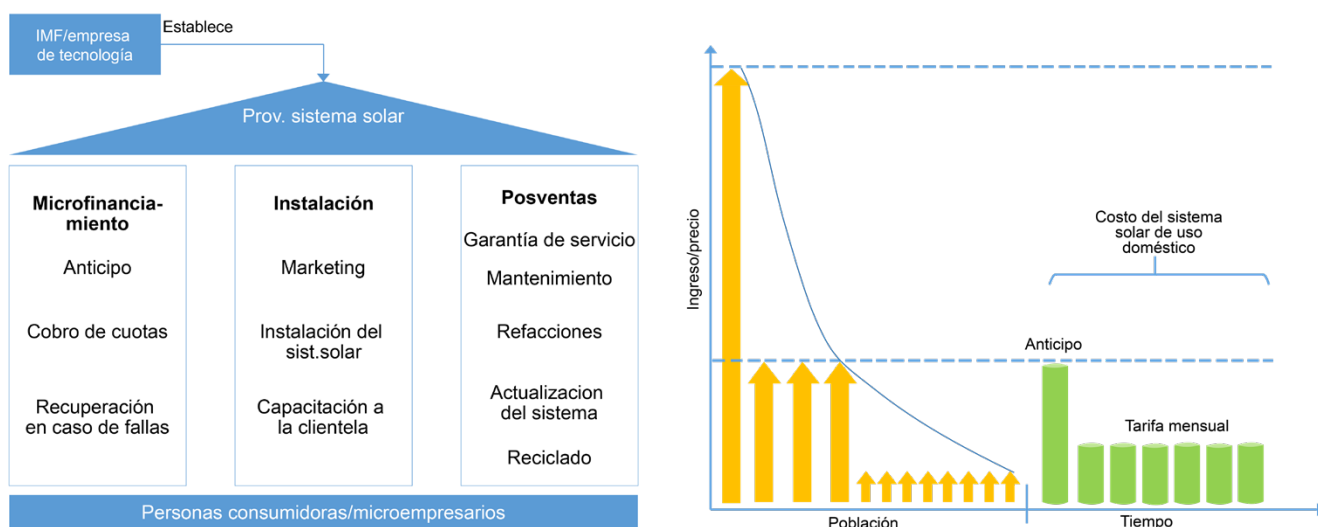 IMF/empresa
de tecnología
Establece
Prov. sistema solar
Microfinancia-
miento
Anticipo
Cobro de cuotas
Recuperación
en caso de fallas
Instalación
Marketing
Instalación del
sist.solar
Capacitación a
la clientela
Posventas
Garantía de servicio
Mantenimiento
Refacciones
Actualizacion
del sistema
Reciclado
Personas consumidoras/microempresarios
Ingreso/precio
Costo del sistema
solar de uso
doméstico
Anticipo
Tarifa mensual
Población
Tiempo